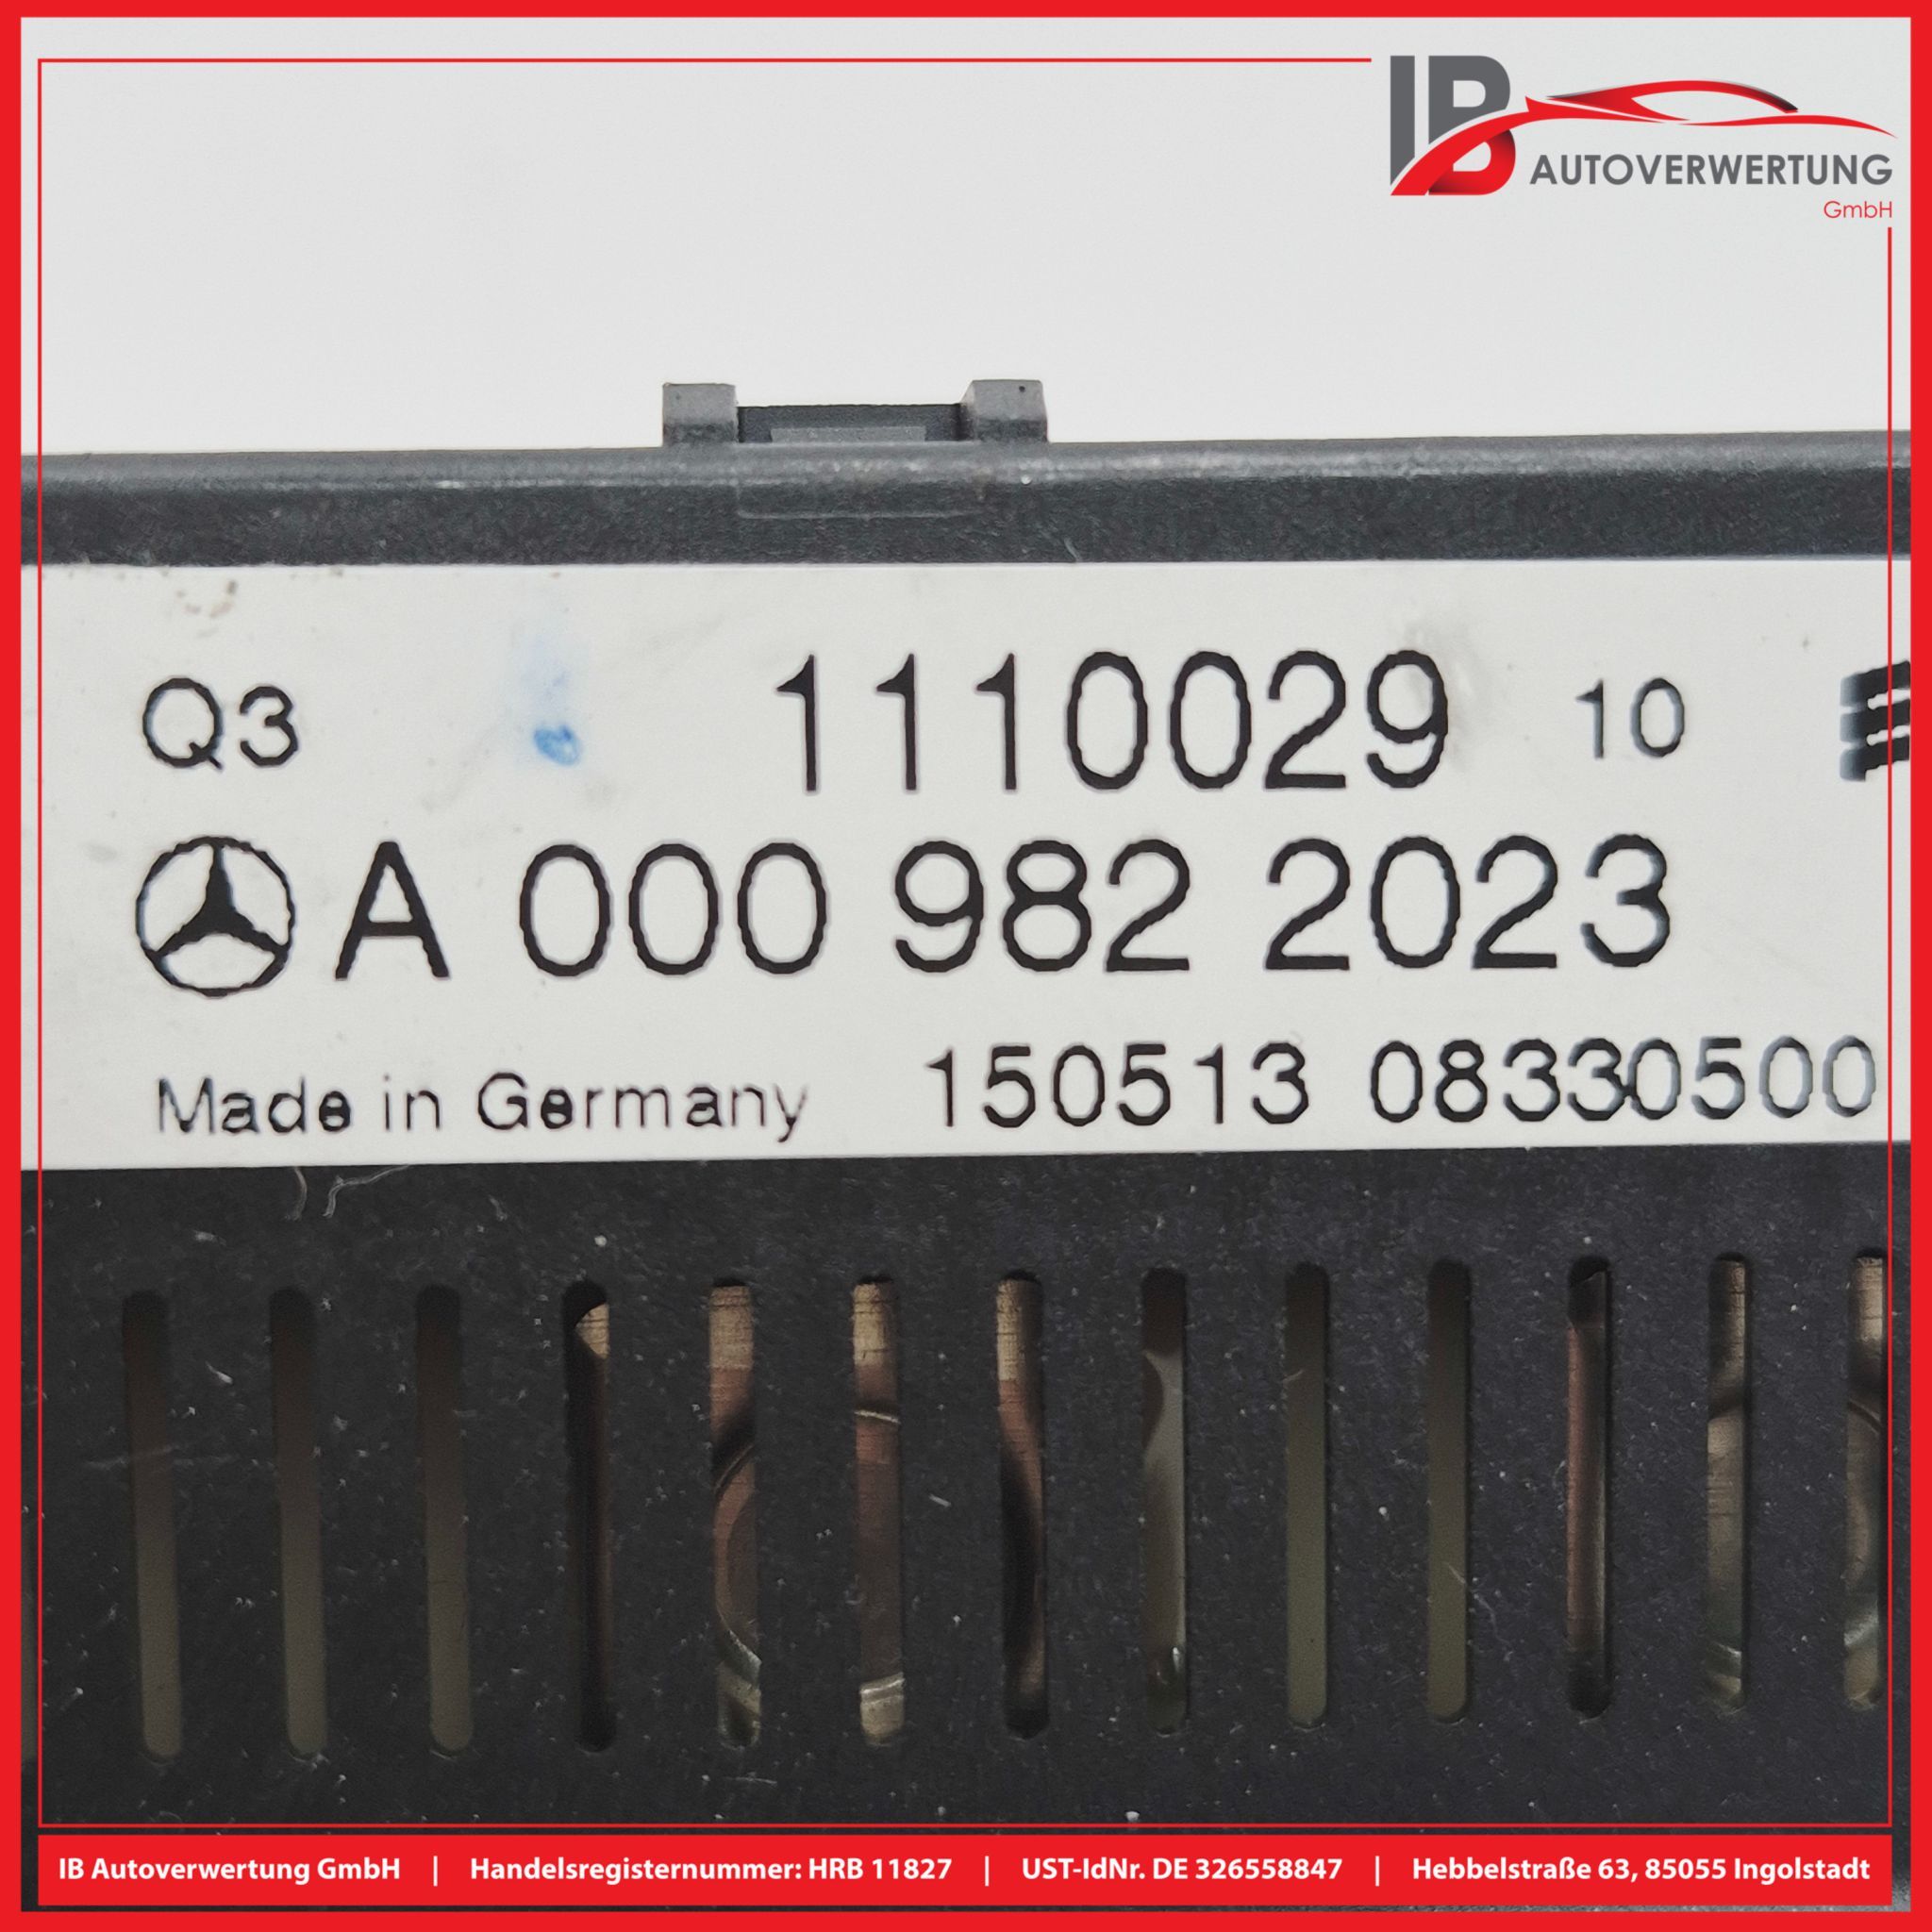 IB AUTOVERWERTUNG
GmbH
Q3 1110029 10
A 000 982 2023
Made in Germany 150513 08330500
IB Autoverwertung GmbH | Handelsregisternummer: HRB 11827 | UST-IdNr. DE 326558847 | Hebbelstraße 63, 85055 Ingolstadt